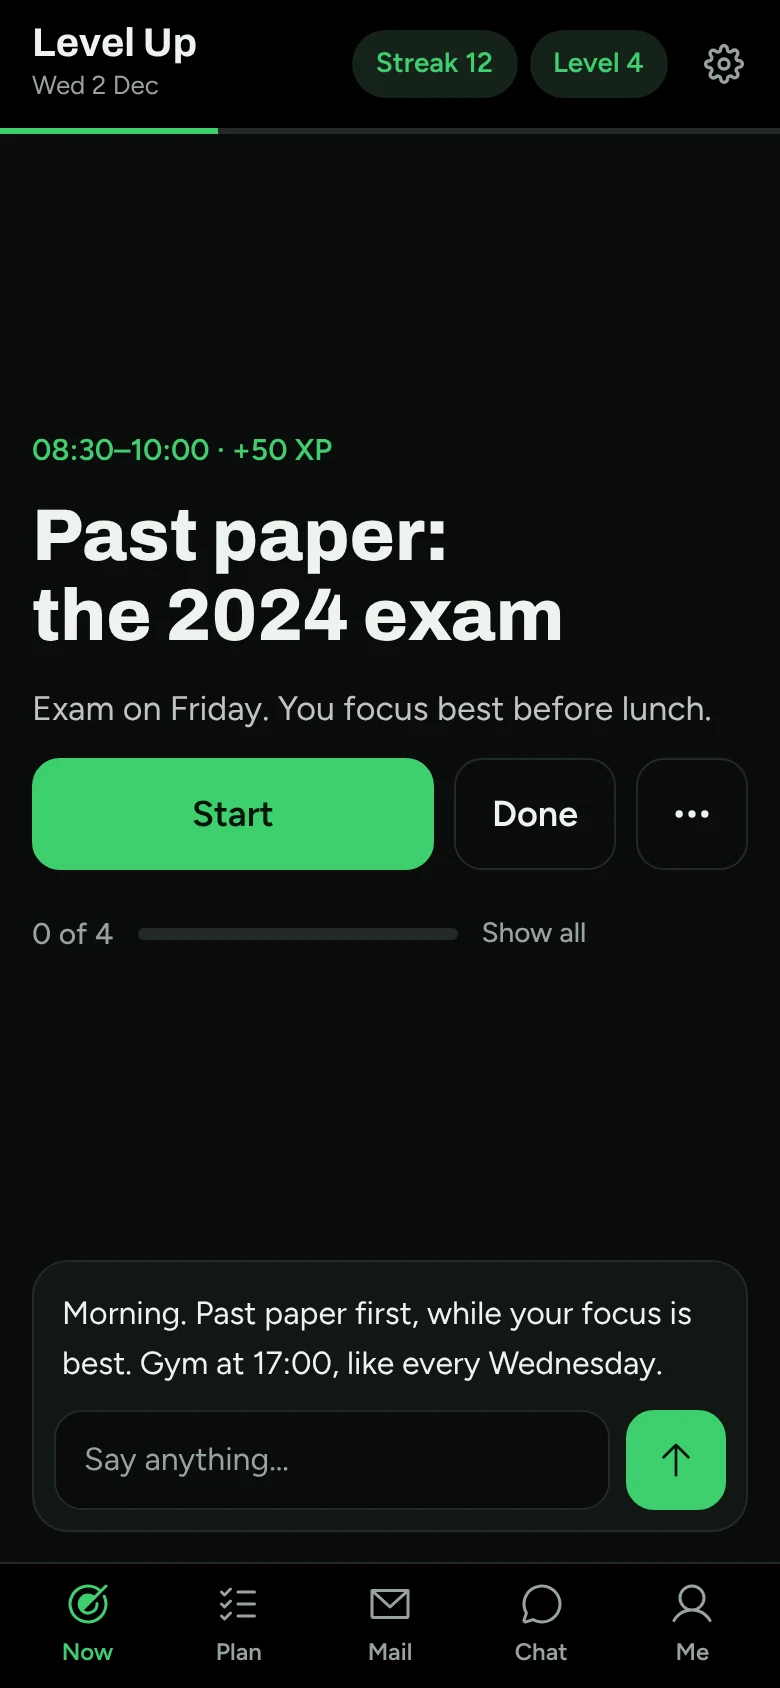 Level Up
Wed 2 Dec
Streak 12
Level 4
08:30–10:00 · +50 XP
Past paper:
the 2024 exam
Exam on Friday. You focus best before lunch.
Start
Done
0 of 4
Show all
Morning. Past paper first, while your focus is
best. Gym at 17:00, like every Wednesday.
Say anything...
Now
Plan
Mail
Chat
Me